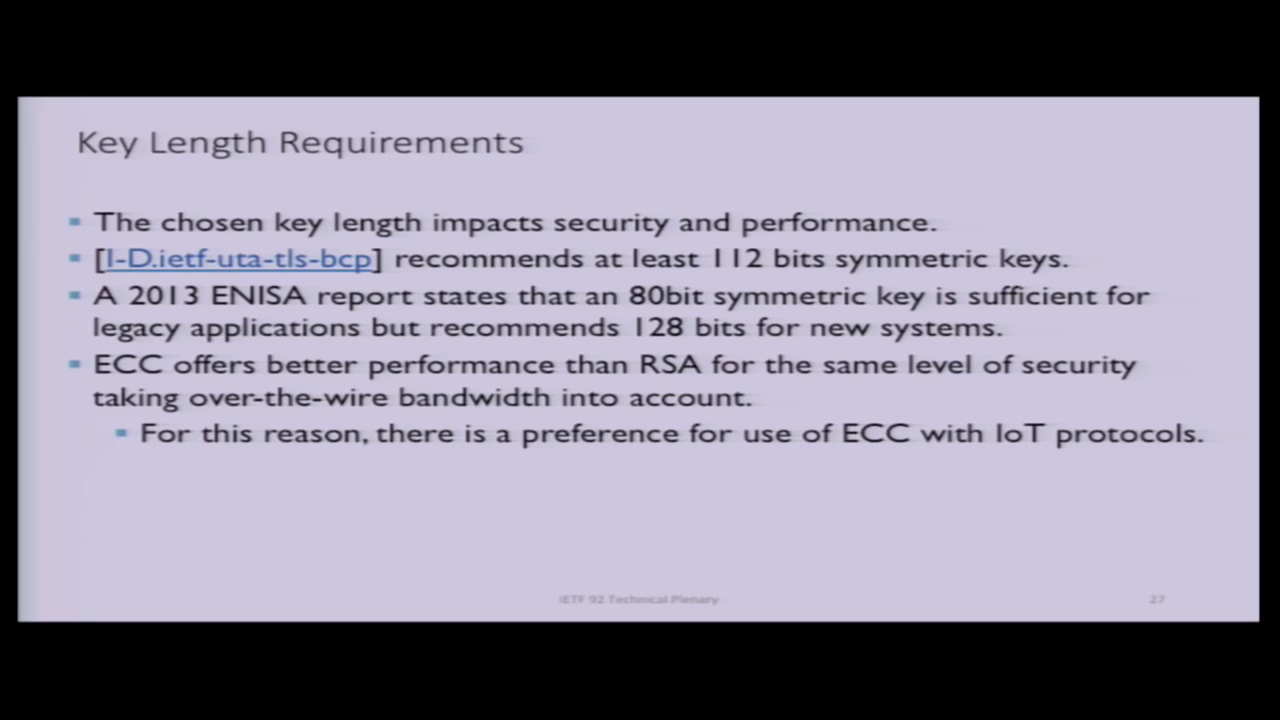 Key Length Requirements
The chosen key length impacts security and performance.
[I-D.ietf-uta-tls-bcp] recommends at least 112 bits symmetric keys.
A 2013 ENISA report states that an 80bit symmetric key is sufficient for
legacy applications but recommends 128 bits for new systems.
ECC offers better performance than RSA for the same level of security
taking over-the-wire bandwidth into account.
For this reason, there is a preference for use of ECC with IoT protocols.
IETF 92 Technical Plenary
27